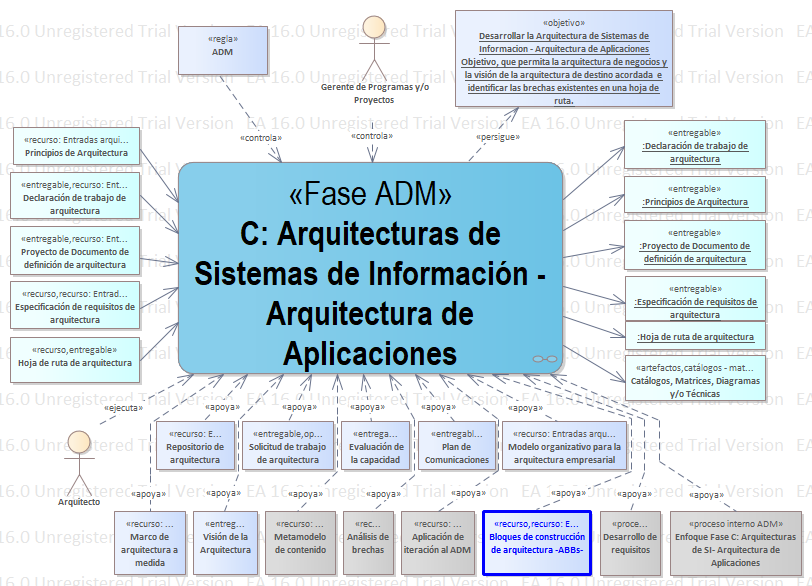 «regla»
ADM
Gerente de Programas y/o
Proyectos
«objetivo»
Desarrollar la Arquitectura de Sistemas de
Informacion - Arquitectura de Aplicaciones
Objetivo, que permita la arquitectura de negocios y
la visión de la arquitectura de destino acordada e
identificar las brechas existentes en una hoja de
ruta.
«controla»
«controla»
«persigue»
«recurso: Entradas arqui...
Principios de Arquitectura
«entregable,recurso: Ent...
Declaración de trabajo de
arquitectura
«entregable,recurso: Ent...
Proyecto de Documento de
definición de arquitectura
«recurso,recurso: Entrad...
Especificación de requisitos de
arquitectura
«recurso,entregable»
Hoja de ruta de arquitectura
«Fase ADM»
C: Arquitecturas de
Sistemas de Información -
Arquitectura de
Aplicaciones
«entregable»
:Declaración de trabajo de
arquitectura
«entregable»
:Principios de Arquitectura
«entregable»
:Proyecto de Documento de
definición de arquitectura
«entregable»
:Especificación de requisitos de
arquitectura
:Hoja de ruta de arquitectura
«artefactos,catálogos - mat...
Catálogos, Matrices, Diagramas
y/o Técnicas
«ejecuta»
«apoya»
«apoya»
«apoya»
«apoya»
«apoya»
Arquitecto
«recurso: E...
Repositorio de
arquitectura
«entregable,op...
Solicitud de trabajo
de arquitectura
«entrega...
Evaluación de
la capacidad
«entregabl...
Plan de
Comunicaciones
«recurso: Entradas arqu...
Modelo organizativo para la
arquitectura empresarial
«apoya»
«apoya»
«apoya»
«apoya»
«apoya»
«apoya»
«apoya»
«apoya»
«recurso: ...
Marco de
arquitectura a
medida
«entreg...
Visión de la
Arquitectura
«recurso: ...
Metamodelo
de contenido
«rec...
Análisis de
brechas
«recurso: ...
Aplicación de
iteración al ADM
«recurso,recurso: E...
Bloques de construcción
de arquitectura -ABBs-
«proce...
Desarrollo de
requisitos
«proceso interno ADM»
Enfoque Fase C: Arquitecturas
de SI- Arquitectura de
Aplicaciones
EA 16.0 Unregistered Trial Version